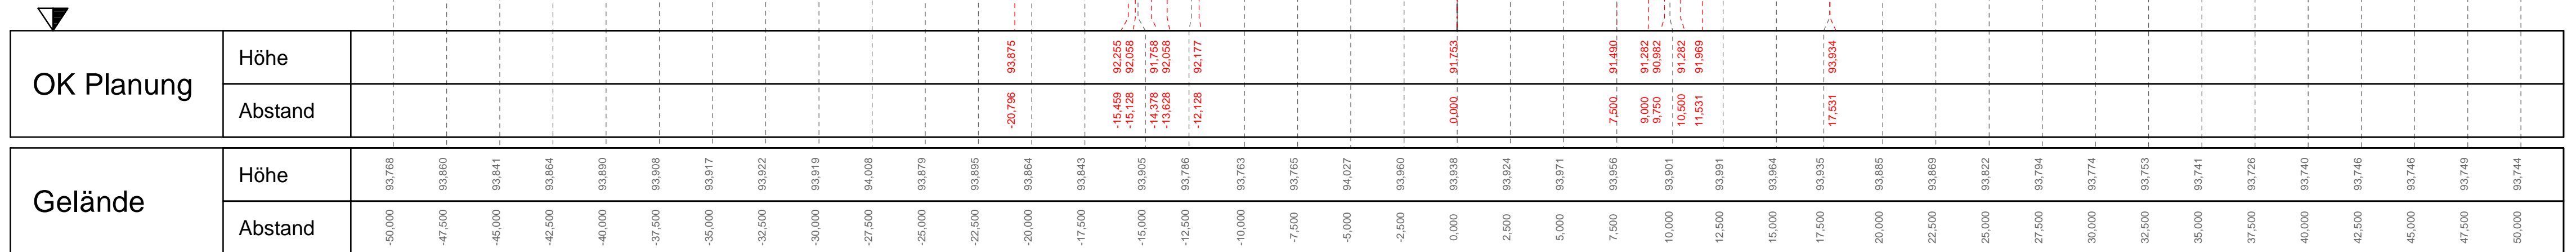 OK Planung
Höhe
93,875 92,255 92,058 91,758 92,058 92,177 91,753 91,490 91,282 90,982 91,282 91,969 93,934
Abstand
-20,796 -15,459 -15,128 -14,378 -13,628 -12,128 0,000 7,500 9,000 9,750 10,500 11,531 17,531
Gelände
Höhe
93,768 93,860 93,841 93,864 93,890 93,908 93,917 93,922 93,919 94,008 93,879 93,895 93,864 93,843 93,905 93,786 93,763 93,765 94,027 93,960 93,938 93,924 93,971 93,956 93,901 93,991 93,964 93,935 93,885 93,869 93,822 93,794 93,774 93,753 93,741 93,726 93,740 93,746 93,746 93,749 93,744
Abstand
-50,000 -47,500 -45,000 -42,500 -40,000 -37,500 -35,000 -32,500 -30,000 -27,500 -25,000 -22,500 -20,000 -17,500 -15,000 -12,500 -10,000 -7,500 -5,000 -2,500 0,000 2,500 5,000 7,500 10,000 12,500 15,000 17,500 20,000 22,500 25,000 27,500 30,000 32,500 35,000 37,500 40,000 42,500 45,000 47,500 50,000